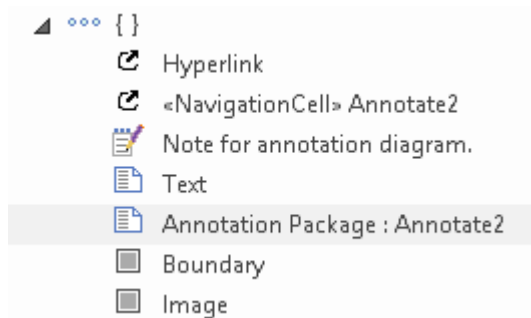 { }
Hyperlink
«NavigationCell» Annotate2
Note for annotation diagram.
Text
Annotation Package : Annotate2
Boundary
Image